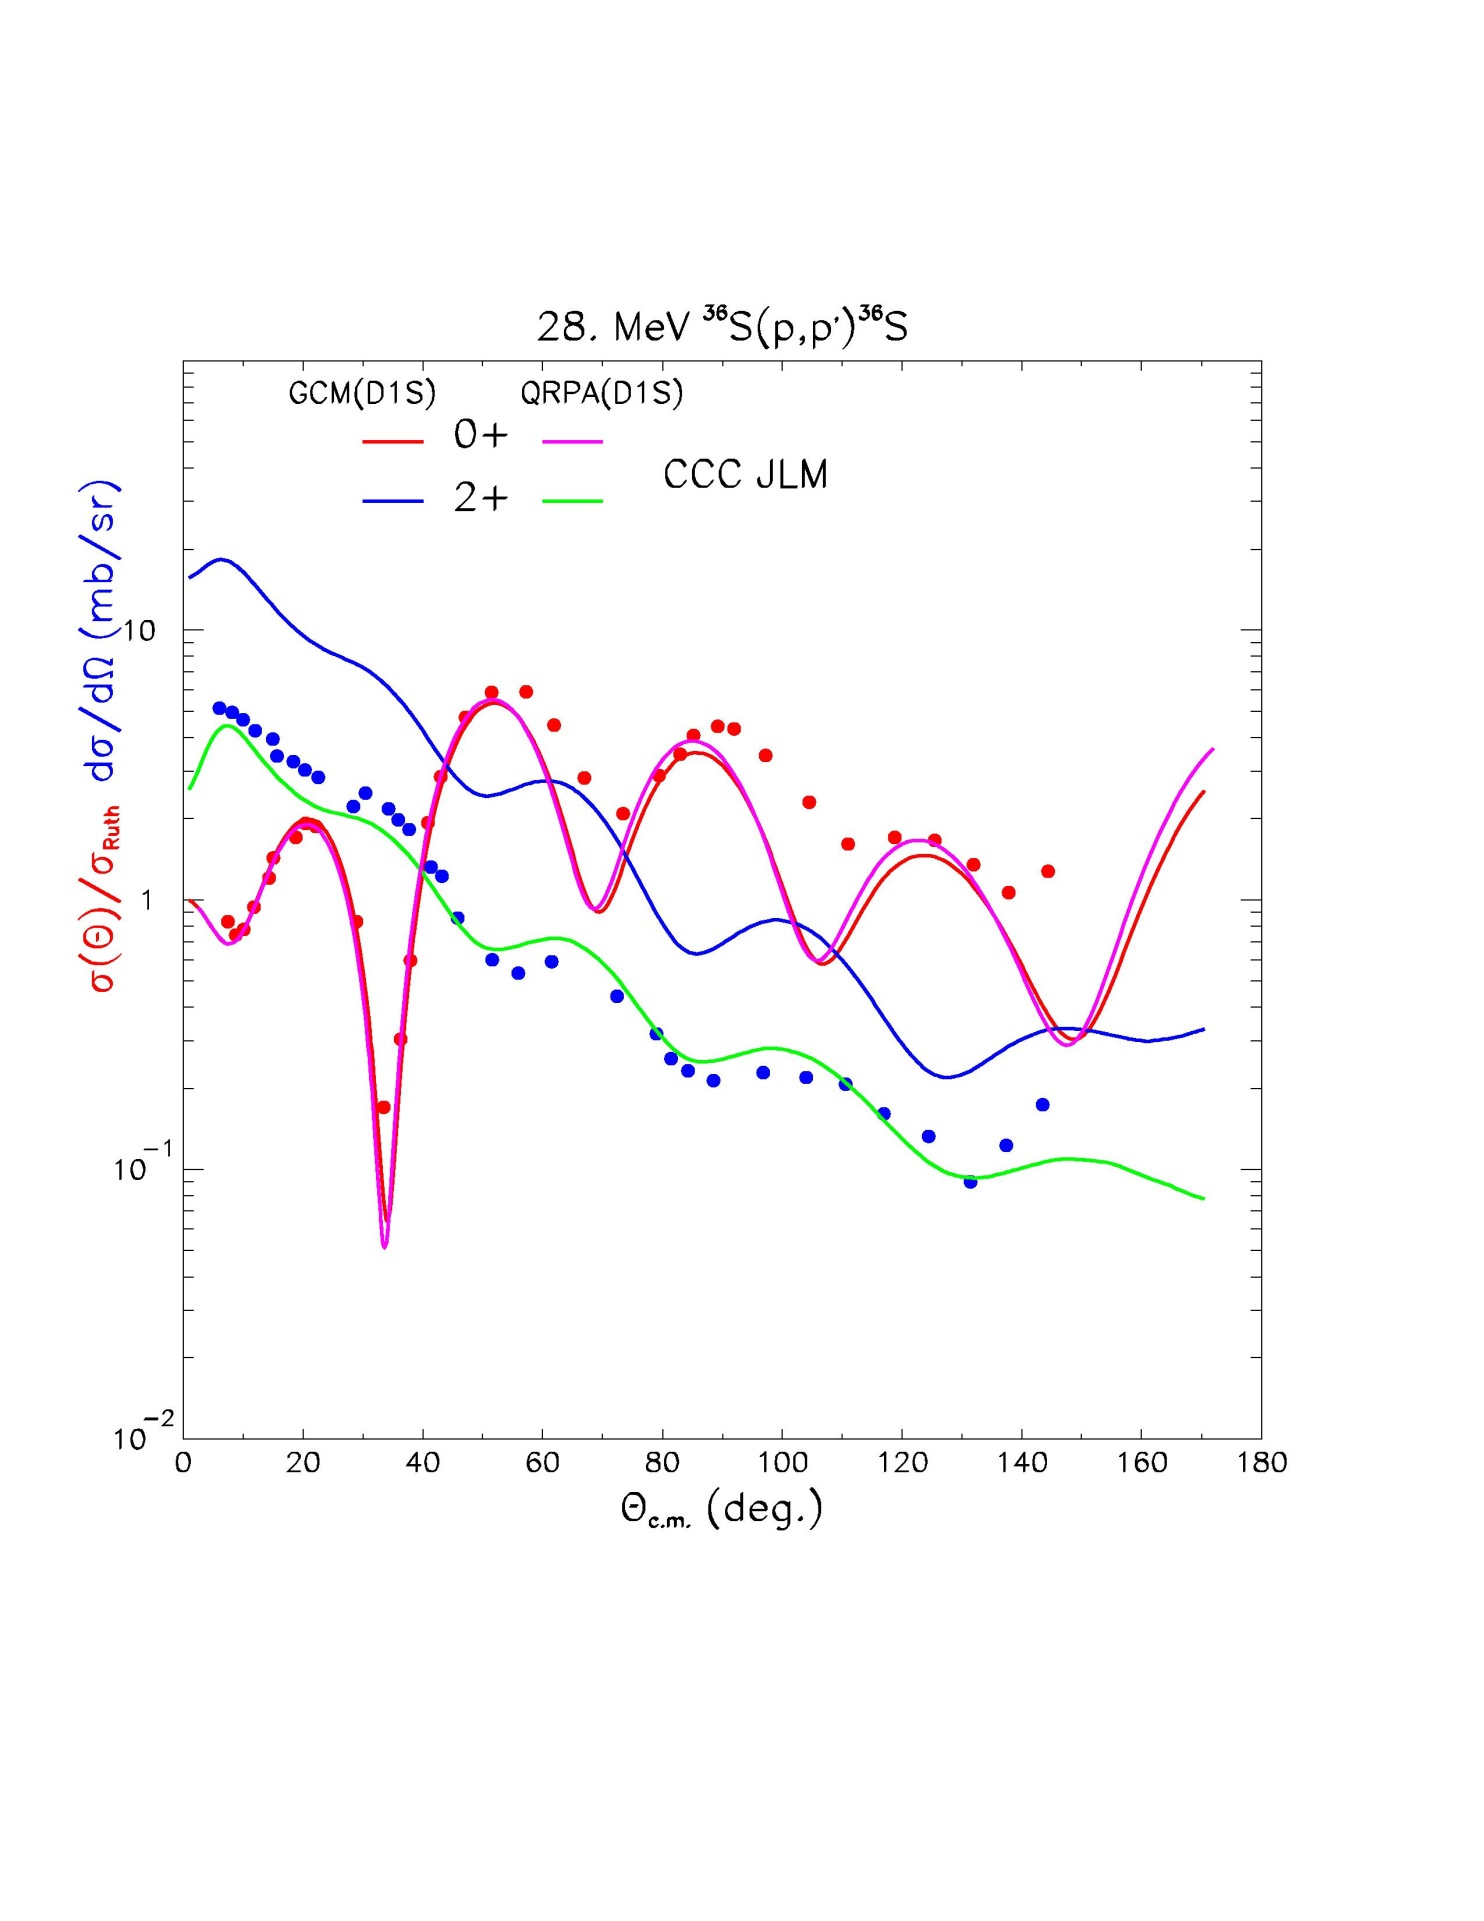 28. MeV ³⁶S(p,p')³⁶S
GCM(D1S) QRPA(D1S)
0+
2+
CCC JLM
σ(Θ)/σRuth dσ/dΩ (mb/sr)
10
1
10⁻¹
10⁻²
0 20 40 60 80 100 120 140 160 180
Θc.m. (deg.)